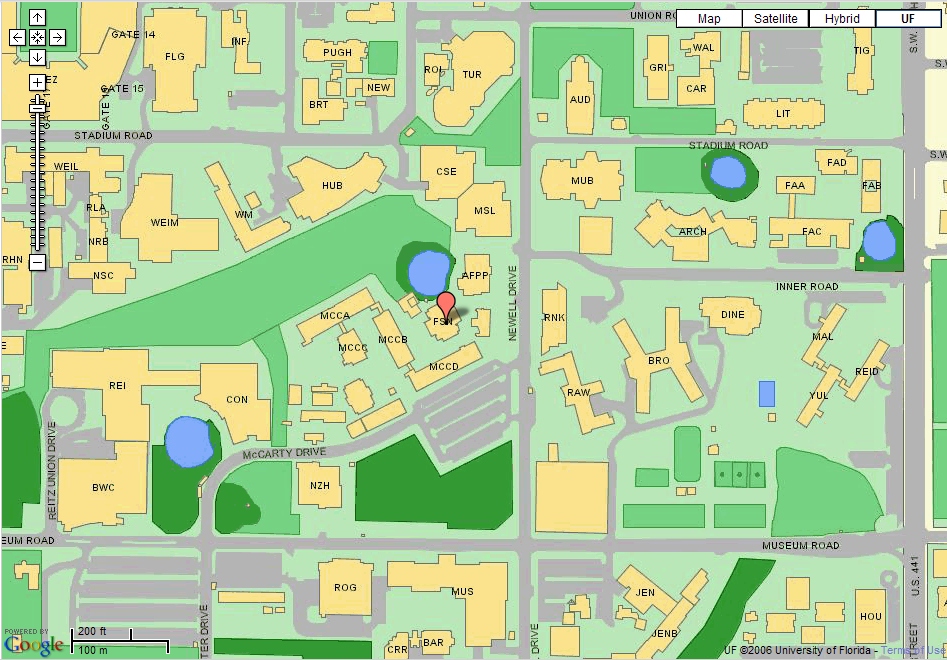 UNION RO
Map
Satellite
Hybrid
UF
GATE 14
FLG
INF
PUGH
ROL
TUR
GRI
WAL
TIG
S.W.
EZ
GATE 15
NEW
BRT
AUD
CAR
LIT
STADIUM ROAD
STADIUM ROAD
WEIL
HUB
CSE
MUB
FAD
FAA
FAB
RLA
WM
MSL
WEIM
NRB
ARCH
FAC
RHN
NSC
AFPP
INNER ROAD
NEWELL DRIVE
MCCA
FSN
RNK
DINE
MCCB
MCCC
MAL
MCCD
BRO
REID
E
REI
CON
RAW
YUL
REITZ UNION DRIVE
McCARTY DRIVE
BWC
NZH
EUM ROAD
MUSEUM ROAD
U.S. 441
ROG
MUS
JEN
HOU
TER DRIVE
DRIVE
STREET
JENB
CRR
BAR
POWERED BY
Google
200 ft
100 m
UF ©2006 University of Florida - Terms of Use